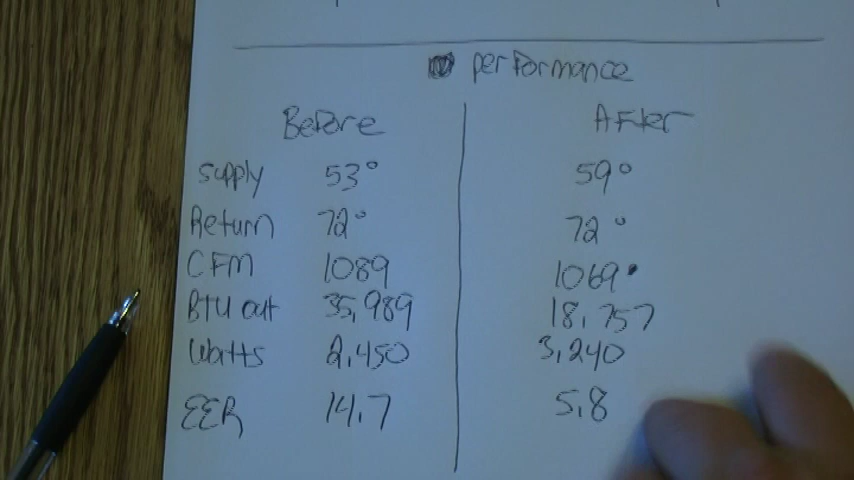 performance
Before After
supply 53° 59°
Return 72° 72°
CFM 1089 1069
BTU out 35,989 18,757
Watts 2,450 3,240
EER 14.7 5.8